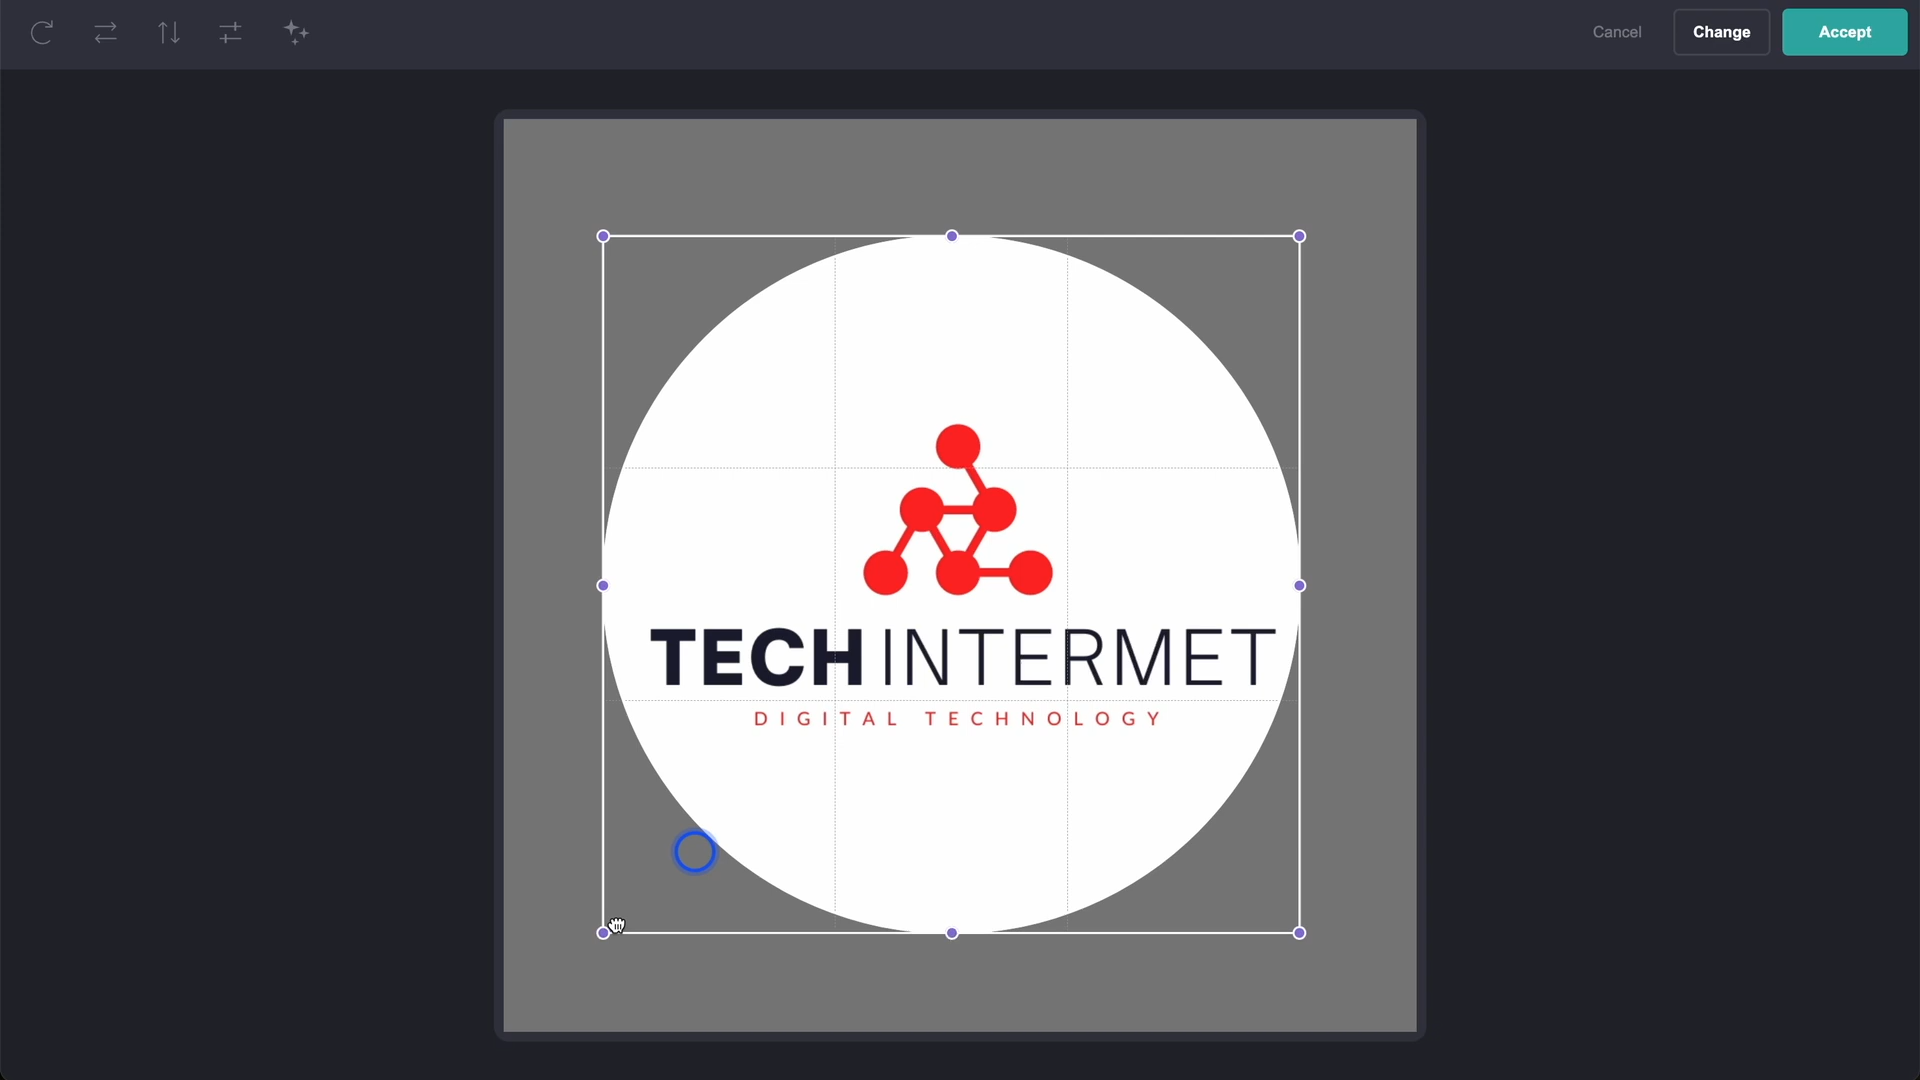 Cancel
Change
Accept
TECH INTERMET
DIGITAL TECHNOLOGY